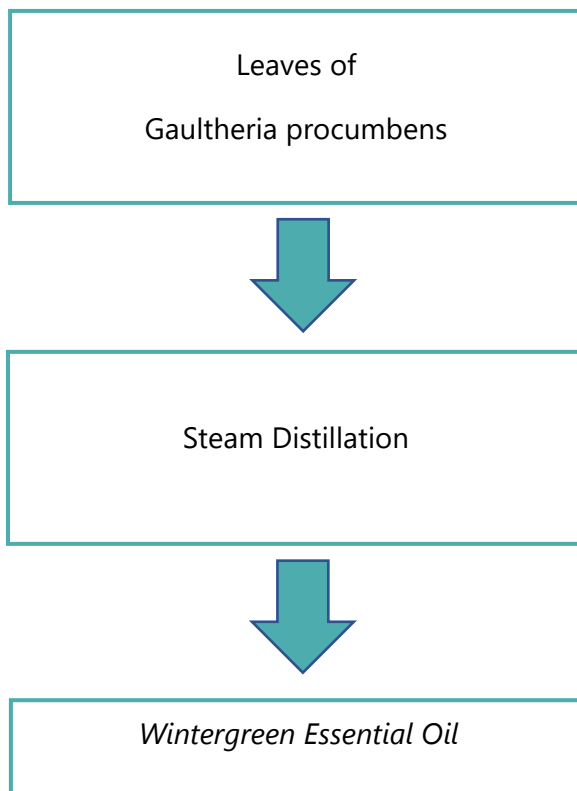 Leaves of
Gaultheria procumbens
Steam Distillation
Wintergreen Essential Oil